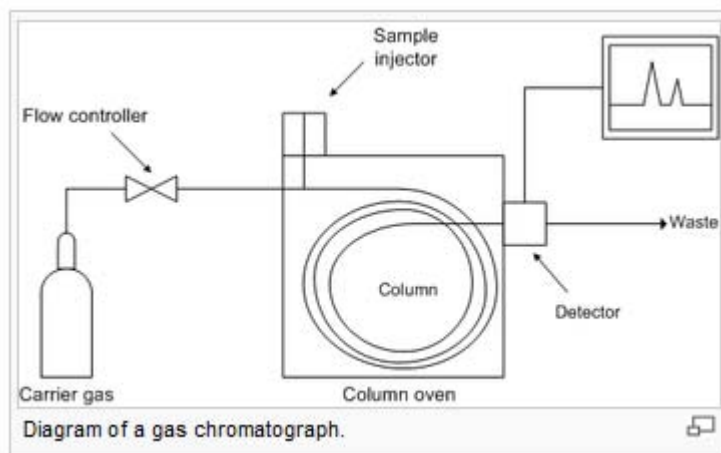 Sample
injector
Flow controller
Column
Waste
Detector
Carrier gas
Column oven
Diagram of a gas chromatograph.